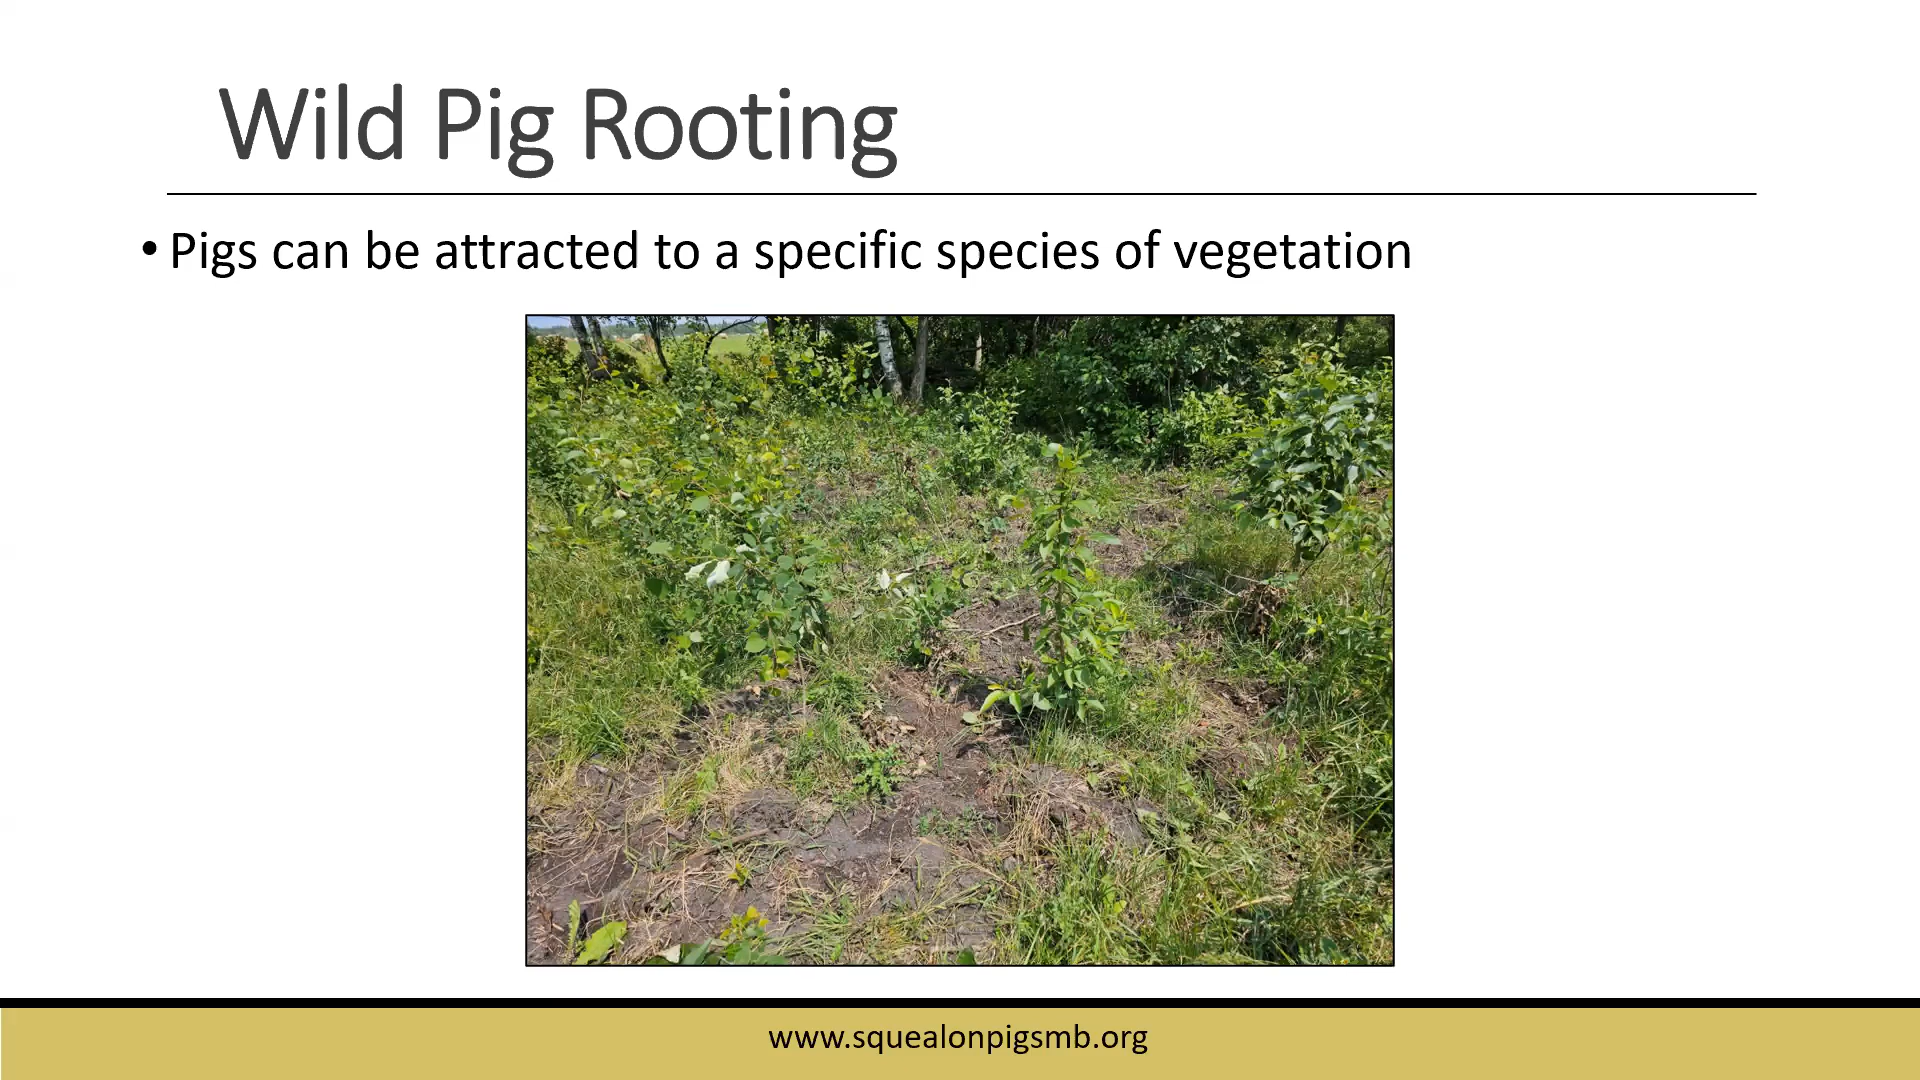 Wild Pig Rooting
• Pigs can be attracted to a specific species of vegetation
www.squealonpigsmb.org